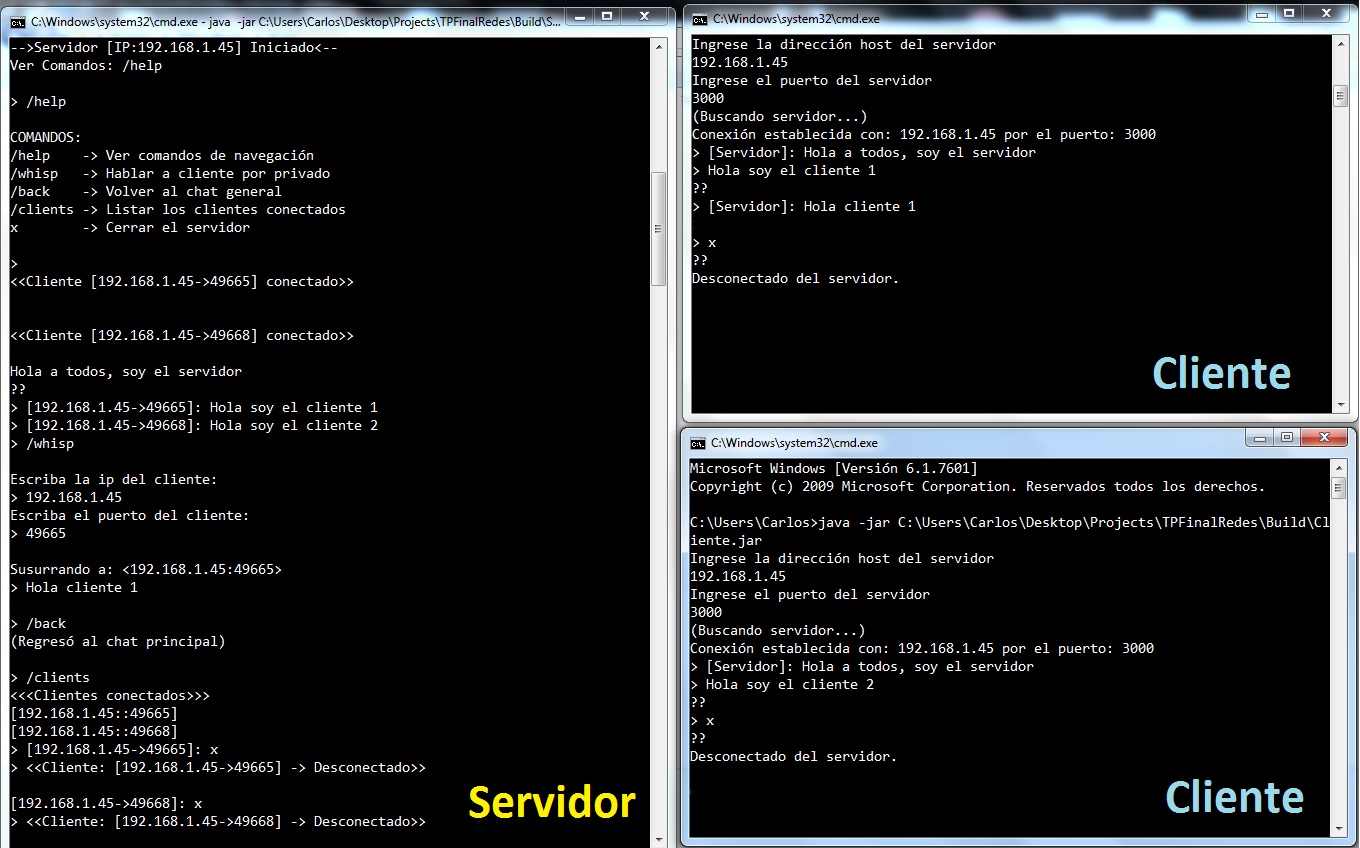 C:\Windows\system32\cmd.exe - java -jar C:\Users\Carlos\Desktop\Projects\TPFinalRedes\Build\S...
-->Servidor [IP:192.168.1.45] Iniciado<--
Ver Comandos: /help
> /help
COMANDOS:
/help    -> Ver comandos de navegación
/whisp   -> Hablar a cliente por privado
/back    -> Volver al chat general
/clients -> Listar los clientes conectados
x        -> Cerrar el servidor
>
<<Cliente [192.168.1.45->49665] conectado>>
<<Cliente [192.168.1.45->49668] conectado>>
Hola a todos, soy el servidor
??
> [192.168.1.45->49665]: Hola soy el cliente 1
> [192.168.1.45->49668]: Hola soy el cliente 2
> /whisp
Escriba la ip del cliente:
> 192.168.1.45
Escriba el puerto del cliente:
> 49665
Susurrando a: <192.168.1.45:49665>
> Hola cliente 1
> /back
(Regresó al chat principal)
> /clients
<<<Clientes conectados>>>
[192.168.1.45::49665]
[192.168.1.45::49668]
> [192.168.1.45->49665]: x
> <<Cliente: [192.168.1.45->49665] -> Desconectado>>
[192.168.1.45->49668]: x
> <<Cliente: [192.168.1.45->49668] -> Desconectado>>
Servidor
C:\Windows\system32\cmd.exe
Ingrese la dirección host del servidor
192.168.1.45
Ingrese el puerto del servidor
3000
(Buscando servidor...)
Conexión establecida con: 192.168.1.45 por el puerto: 3000
> [Servidor]: Hola a todos, soy el servidor
> Hola soy el cliente 1
??
> [Servidor]: Hola cliente 1
> x
??
Desconectado del servidor.
Cliente
C:\Windows\system32\cmd.exe
Microsoft Windows [Versión 6.1.7601]
Copyright (c) 2009 Microsoft Corporation. Reservados todos los derechos.
C:\Users\Carlos>java -jar C:\Users\Carlos\Desktop\Projects\TPFinalRedes\Build\Cl
iente.jar
Ingrese la dirección host del servidor
192.168.1.45
Ingrese el puerto del servidor
3000
(Buscando servidor...)
Conexión establecida con: 192.168.1.45 por el puerto: 3000
> [Servidor]: Hola a todos, soy el servidor
> Hola soy el cliente 2
??
> x
??
Desconectado del servidor.
Cliente